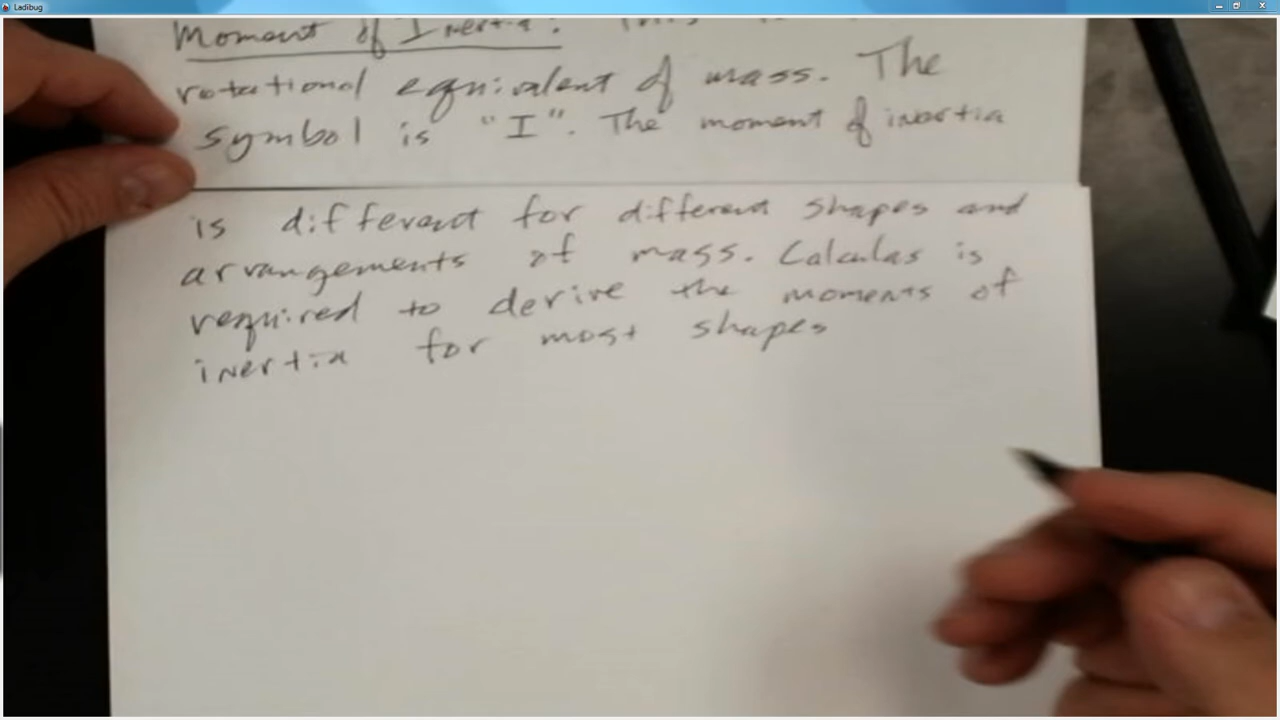 Ladibug
Moment of Inertia:
rotational equivalent of mass. The
symbol is "I". The moment of inertia
is different for different shapes and
arrangements of mass. Calculas is
required to derive the moments of
inertia for most shapes